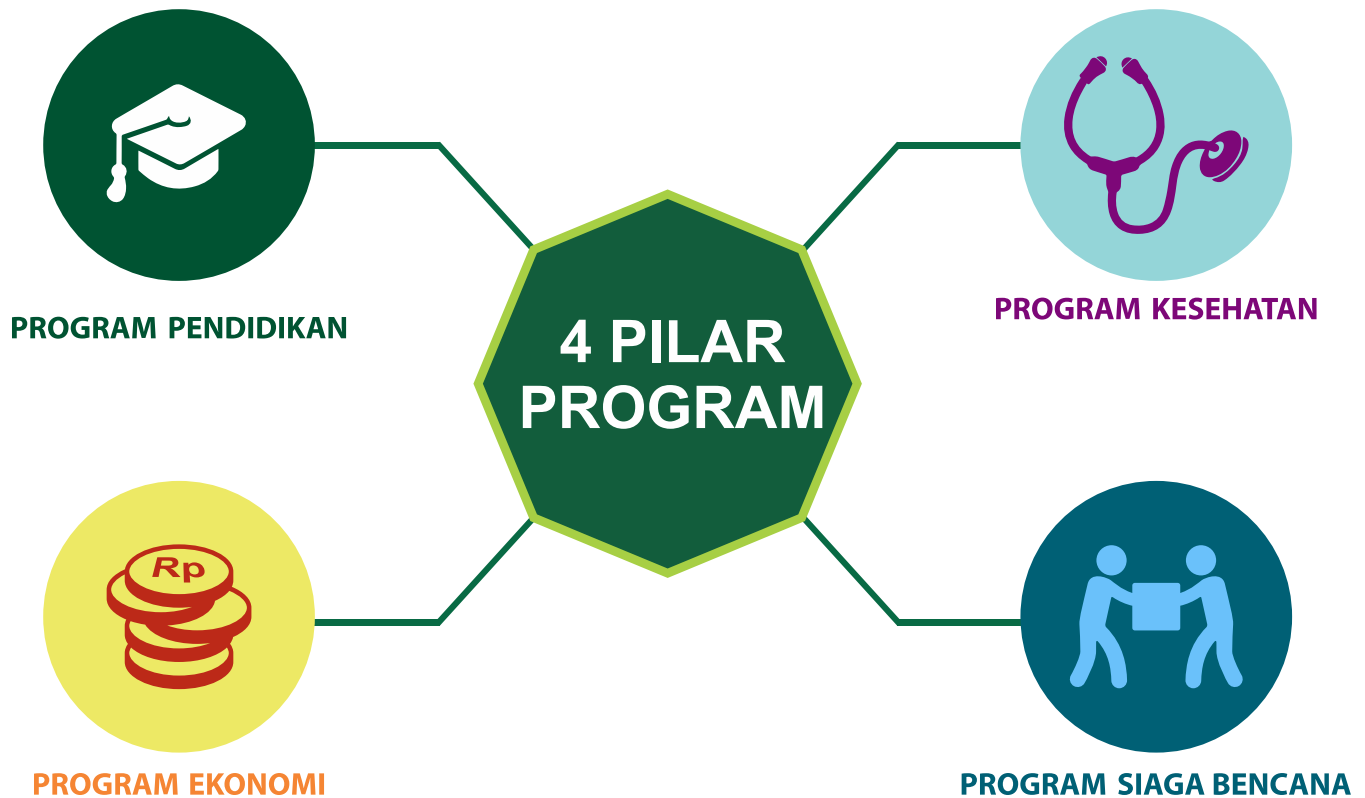 PROGRAM PENDIDIKAN
PROGRAM KESEHATAN
4 PILAR
PROGRAM
Rp
PROGRAM EKONOMI
PROGRAM SIAGA BENCANA